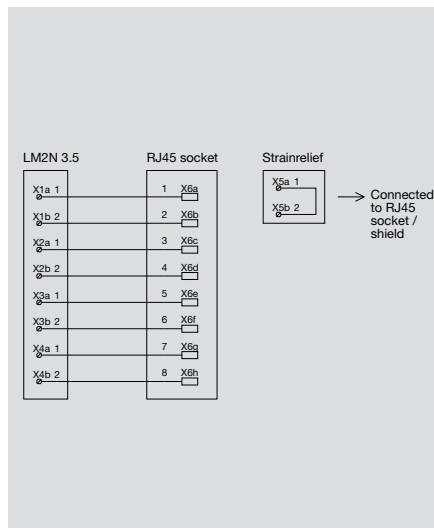 LM2N 3.5 RJ45 socket Strainrelief
X1a 1 1 X6a X5a 1
X1b 2 2 X6b X5b 2 Connected
to RJ45
socket /
shield
X2a 1 3 X6c
X2b 2 4 X6d
X3a 1 5 X6e
X3b 2 6 X6f
X4a 1 7 X6g
X4b 2 8 X6h